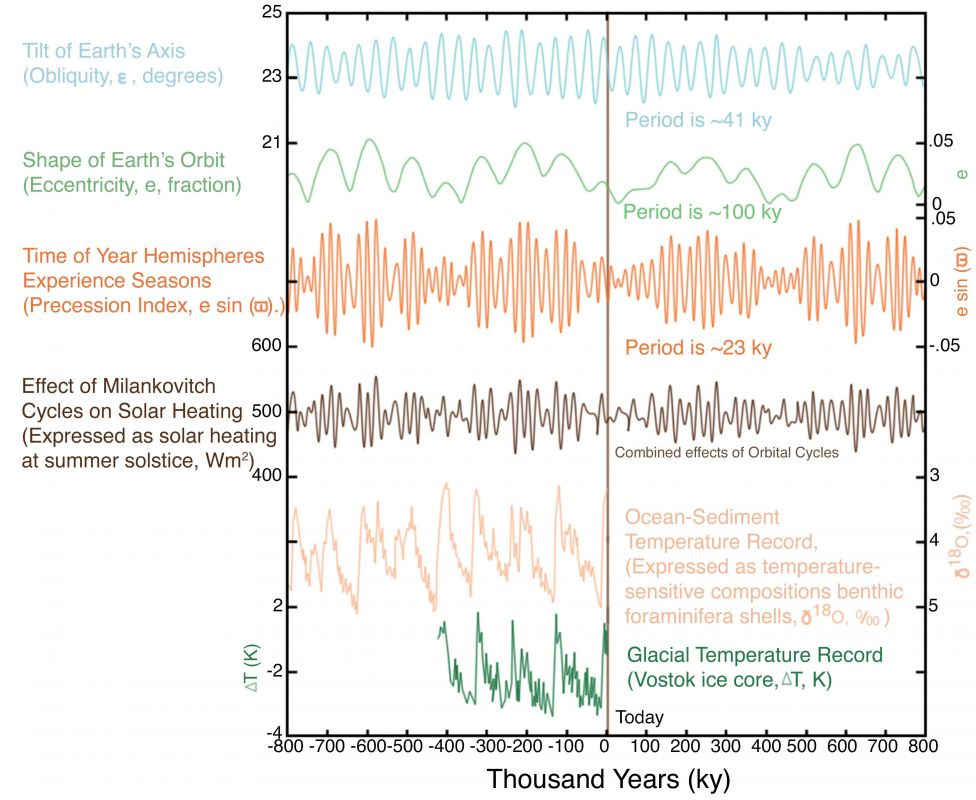 25
Tilt of Earth's Axis
(Obliquity, ε , degrees)
23
Period is ~41 ky
21
.05
Shape of Earth's Orbit
(Eccentricity, e, fraction)
e
0
Period is ~100 ky
.05
Time of Year Hemispheres
Experience Seasons
(Precession Index, e sin (ϖ).)
0
e sin (ϖ)
600
Period is ~23 ky
-.05
Effect of Milankovitch
Cycles on Solar Heating
(Expressed as solar heating
at summer solstice, Wm²)
500
Combined effects of Orbital Cycles
400
3
Ocean-Sediment
Temperature Record,
(Expressed as temperature-
sensitive compositions benthic
foraminifera shells, δ¹⁸O, ‰ )
4
δ¹⁸O, (‰)
2
5
Glacial Temperature Record
(Vostok ice core, ΔT, K)
ΔT (K)
-2
Today
-4
-800 -700 -600 -500 -400 -300 -200 -100 0 100 200 300 400 500 600 700 800
Thousand Years (ky)